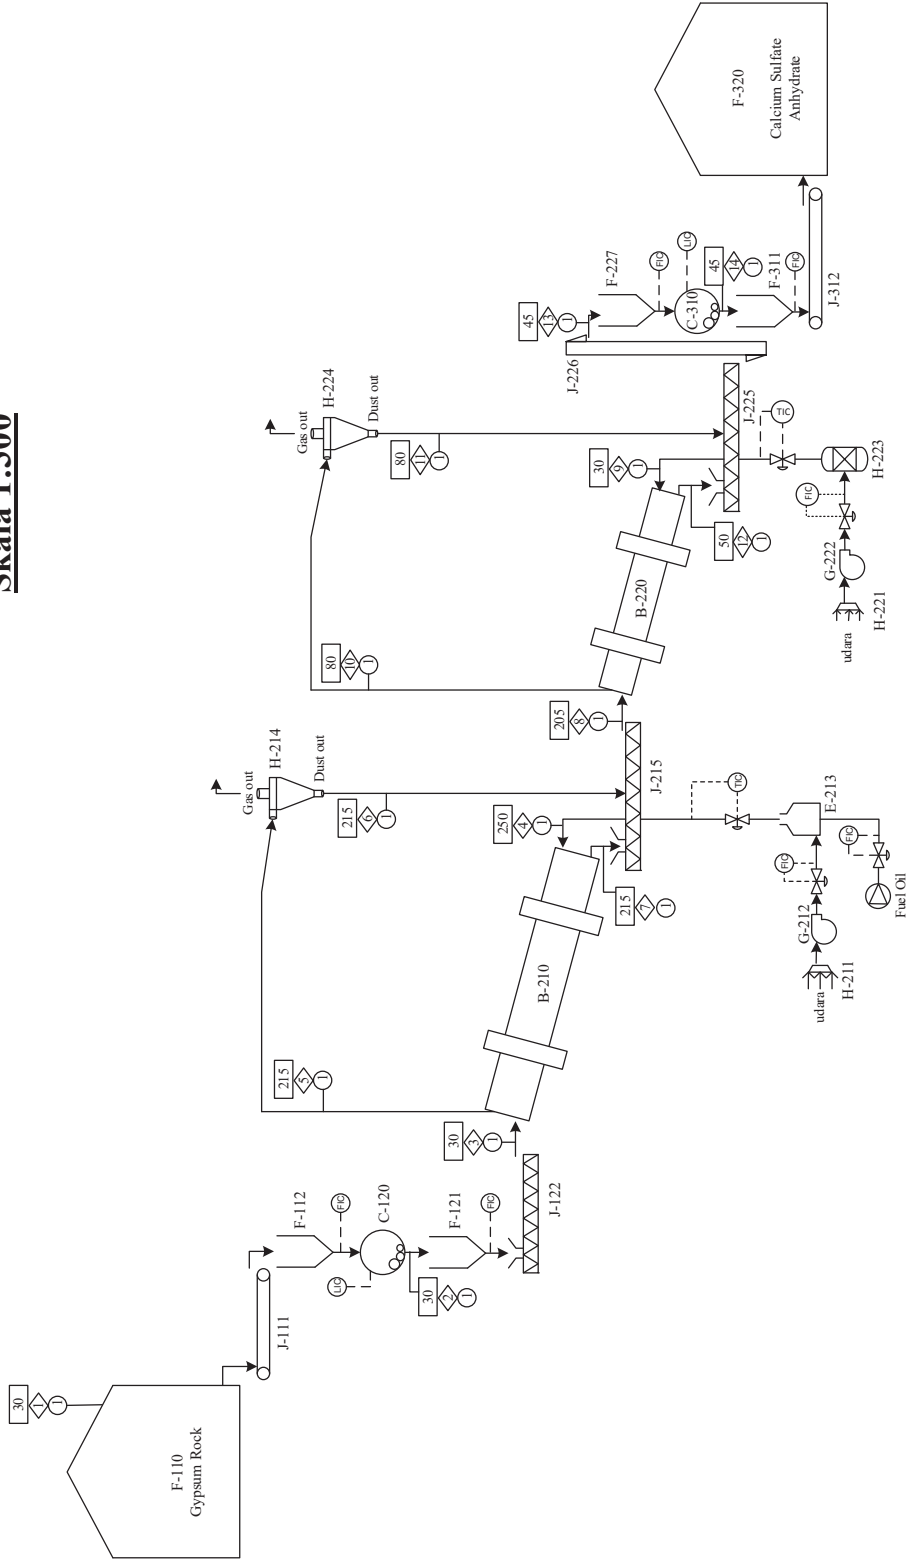 Skala 1:300
30
1
1
F-110
Gypsum Rock
J-111
F-112
FIC
LIC
C-120
30
2
1
F-121
FIC
J-122
30
3
1
215
5
1
B-210
250
4
1
215
7
1
Gas out
H-214
Dust out
215
6
1
J-215
TIC
E-213
FIC
FIC
G-212
udara
H-211
Fuel Oil
205
8
1
80
10
1
B-220
30
9
1
50
12
1
Gas out
H-224
Dust out
80
11
1
J-225
TIC
H-223
FIC
G-222
udara
H-221
J-226
45
13
1
F-227
FIC
LIC
C-310
45
14
1
F-311
FIC
J-312
F-320
Calcium Sulfate
Anhydrate